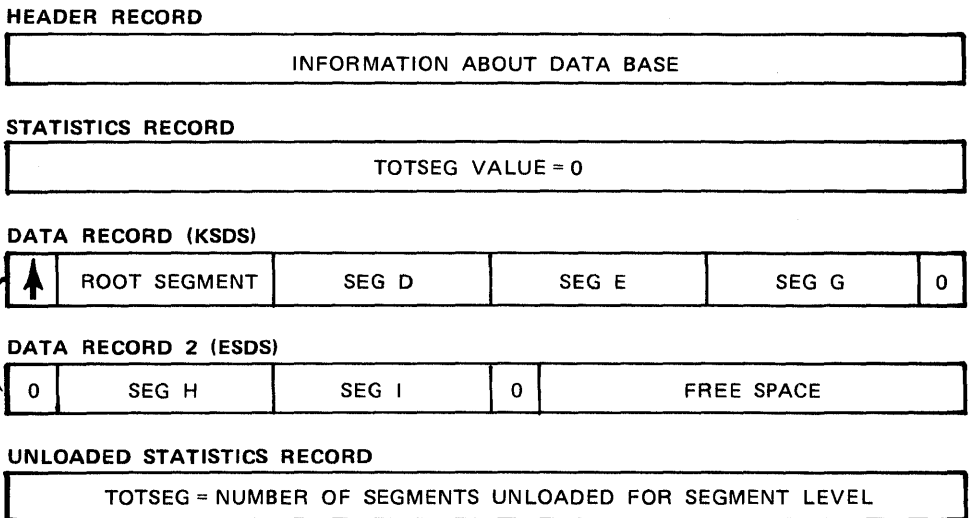 HEADER RECORD
INFORMATION ABOUT DATA BASE
STATISTICS RECORD
TOTSEG VALUE = 0
DATA RECORD (KSDS)
ROOT SEGMENT SEG D SEG E SEG G 0
DATA RECORD 2 (ESDS)
0 SEG H SEG I 0 FREE SPACE
UNLOADED STATISTICS RECORD
TOTSEG = NUMBER OF SEGMENTS UNLOADED FOR SEGMENT LEVEL